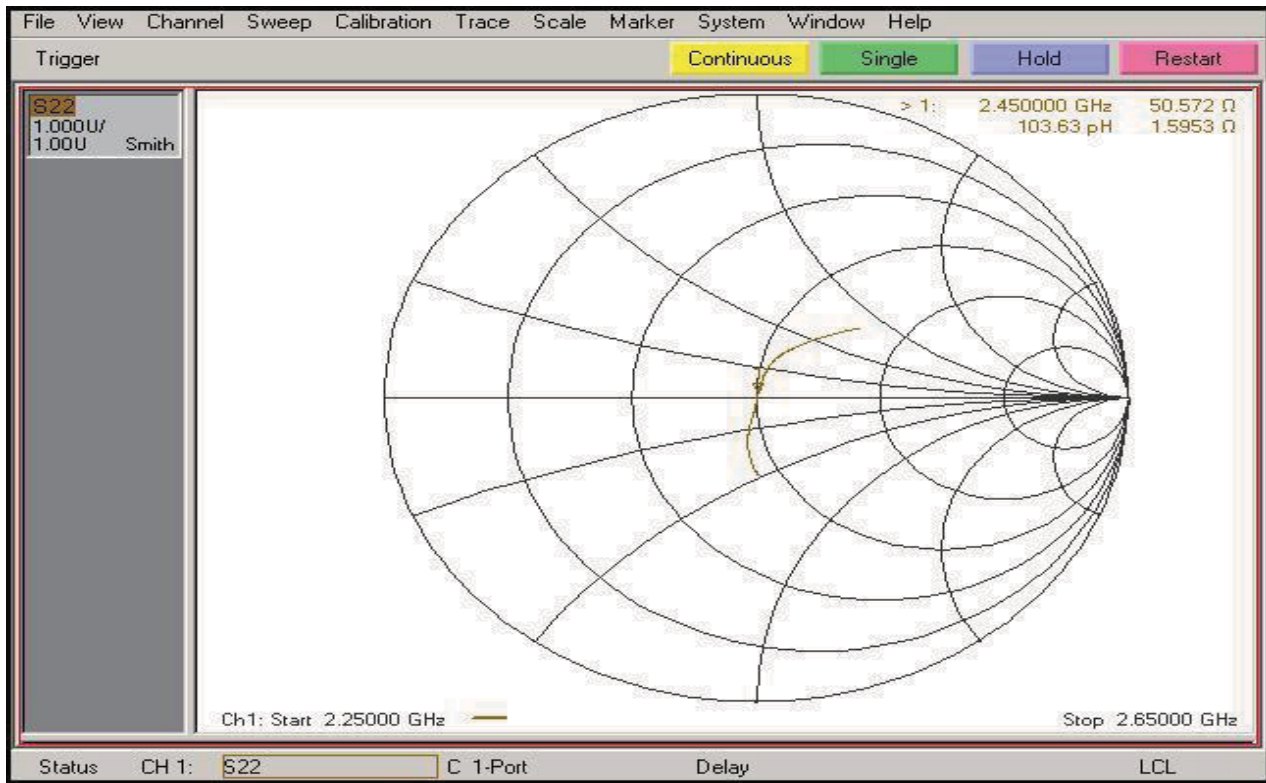 File View Channel Sweep Calibration Trace Scale Marker System Window Help
Trigger Continuous Single Hold Restart
S22
1.000U/
1.00U Smith
> 1: 2.450000 GHz 50.572 Ω
103.63 pH 1.5953 Ω
Ch1: Start 2.25000 GHz Stop 2.65000 GHz
Status CH 1: S22 C 1-Port Delay LCL